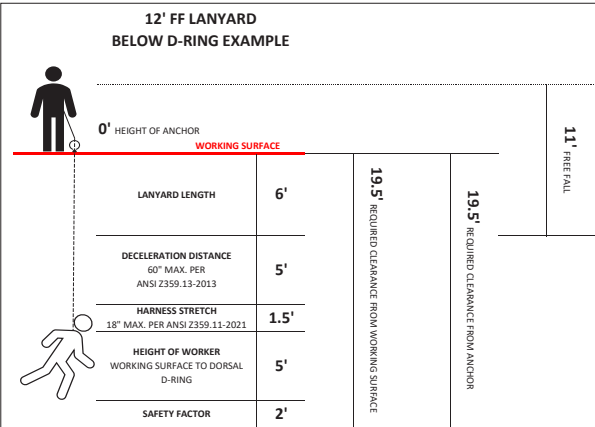 12' FF LANYARD
BELOW D-RING EXAMPLE
0' HEIGHT OF ANCHOR
WORKING SURFACE
LANYARD LENGTH
6'
DECELERATION DISTANCE
60" MAX. PER
ANSI Z359.13-2013
5'
HARNESS STRETCH
18" MAX. PER ANSI Z359.11-2021
1.5'
HEIGHT OF WORKER
WORKING SURFACE TO DORSAL
D-RING
5'
SAFETY FACTOR
2'
19.5' REQUIRED CLEARANCE FROM WORKING SURFACE
19.5' REQUIRED CLEARANCE FROM ANCHOR
11' FREE FALL